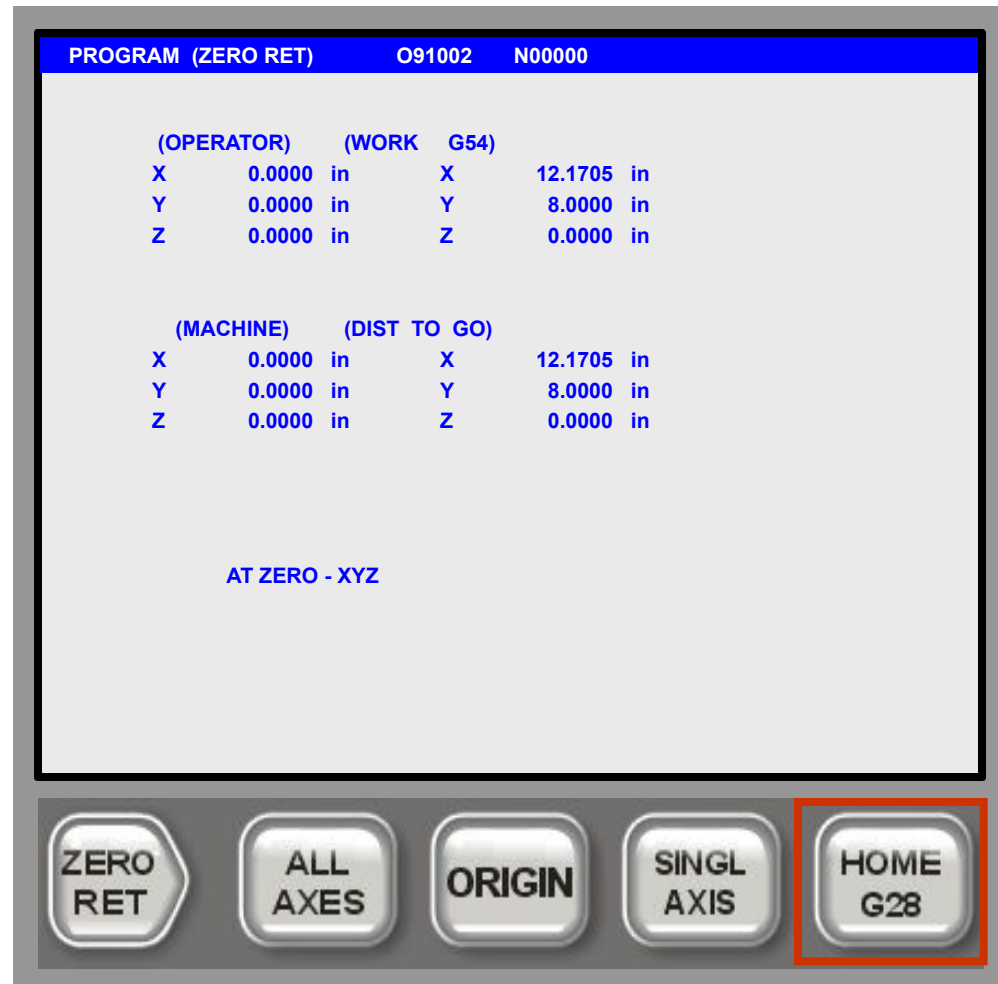 PROGRAM (ZERO RET) O91002 N00000
(OPERATOR) (WORK G54)
X 0.0000 in X 12.1705 in
Y 0.0000 in Y 8.0000 in
Z 0.0000 in Z 0.0000 in
(MACHINE) (DIST TO GO)
X 0.0000 in X 12.1705 in
Y 0.0000 in Y 8.0000 in
Z 0.0000 in Z 0.0000 in
AT ZERO - XYZ
ZERO
RET
ALL
AXES
ORIGIN
SINGL
AXIS
HOME
G28